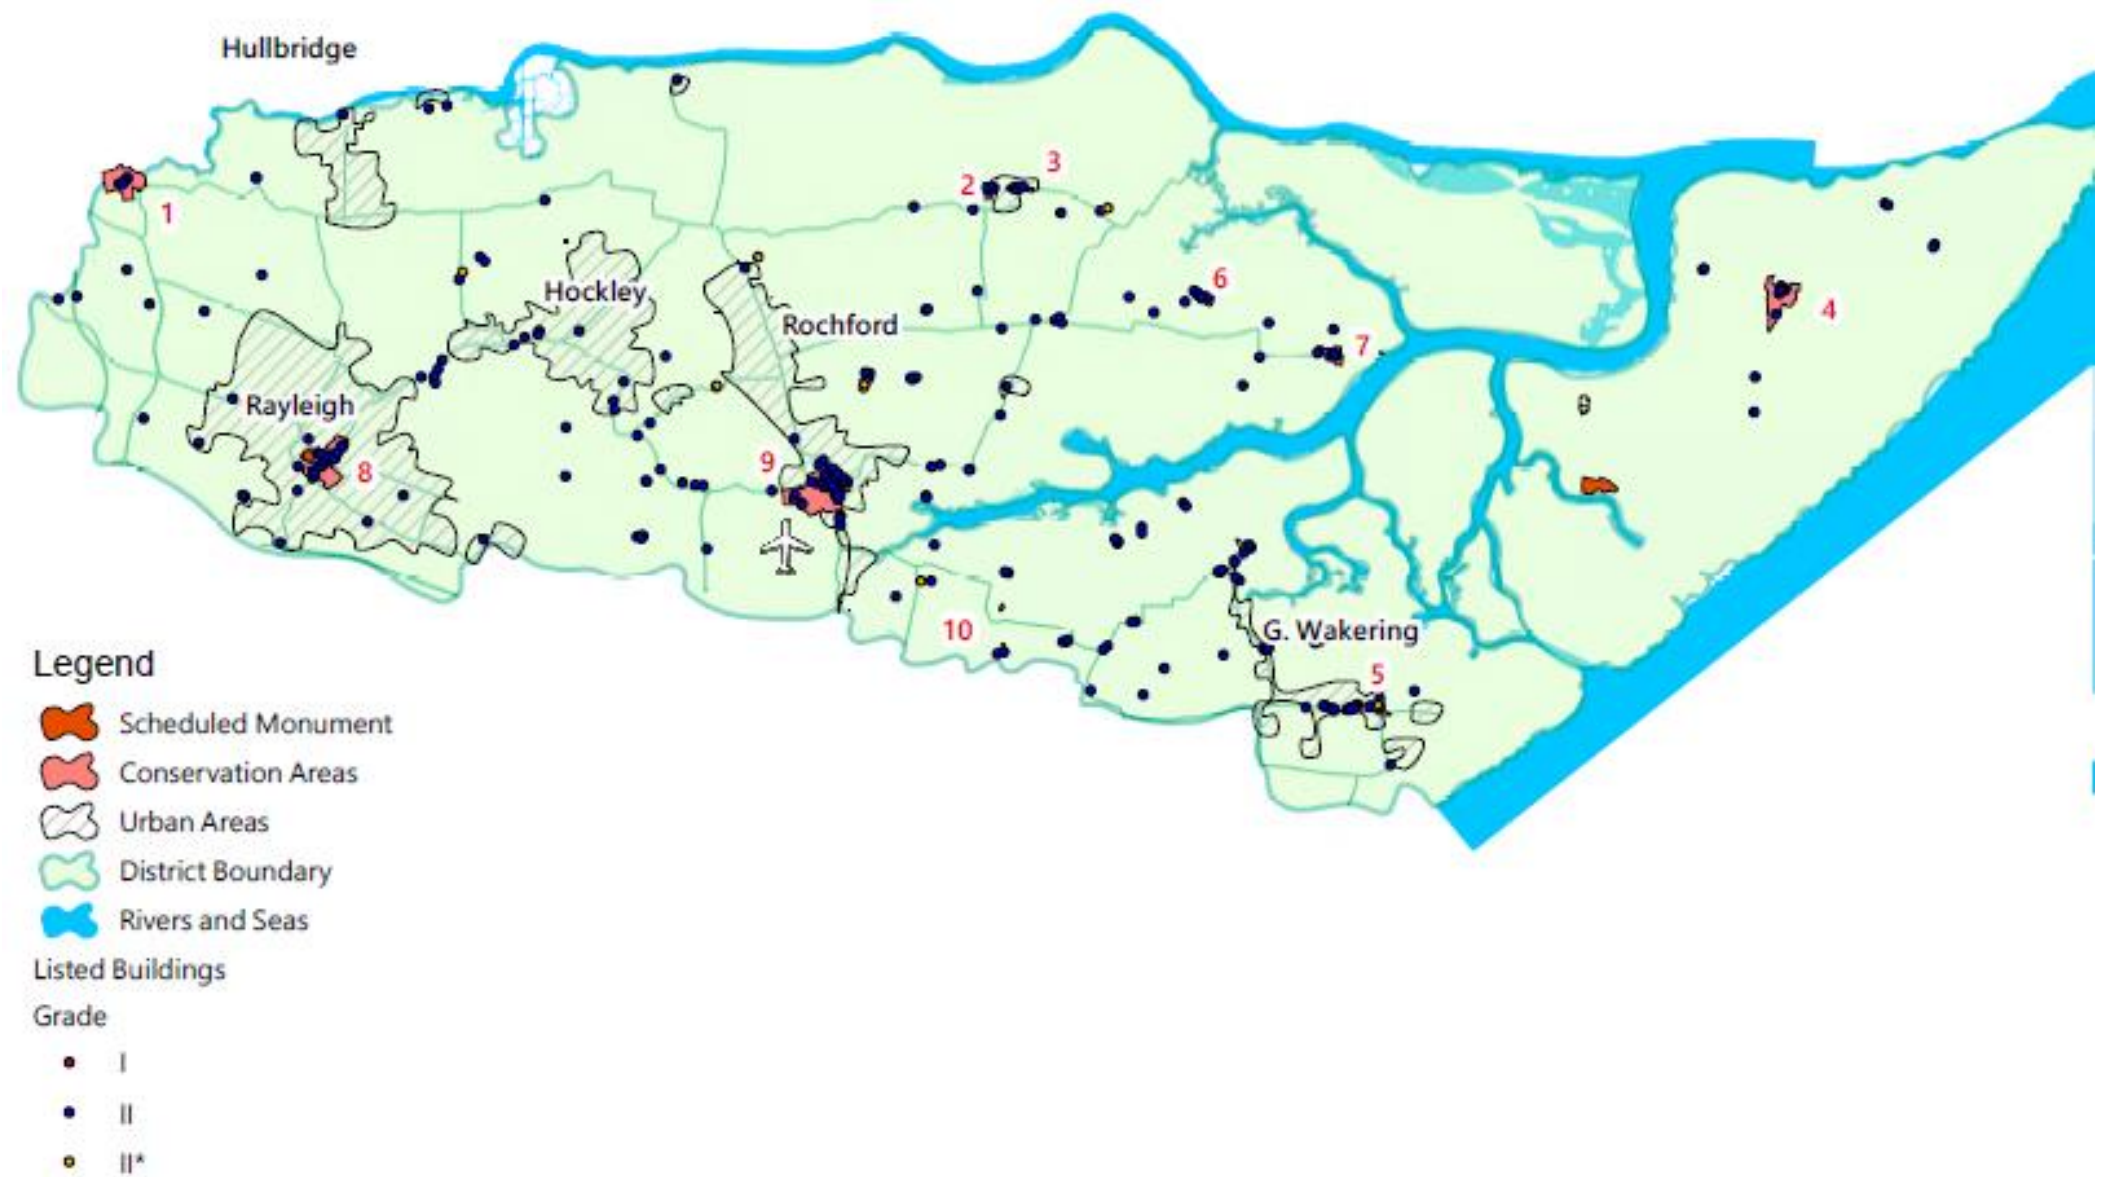 Hullbridge
3
2
1
6
Hockley
4
Rochford
7
Rayleigh
9
8
10
G. Wakering
5
Legend
Scheduled Monument
Conservation Areas
Urban Areas
District Boundary
Rivers and Seas
Listed Buildings
Grade
I
II
II*